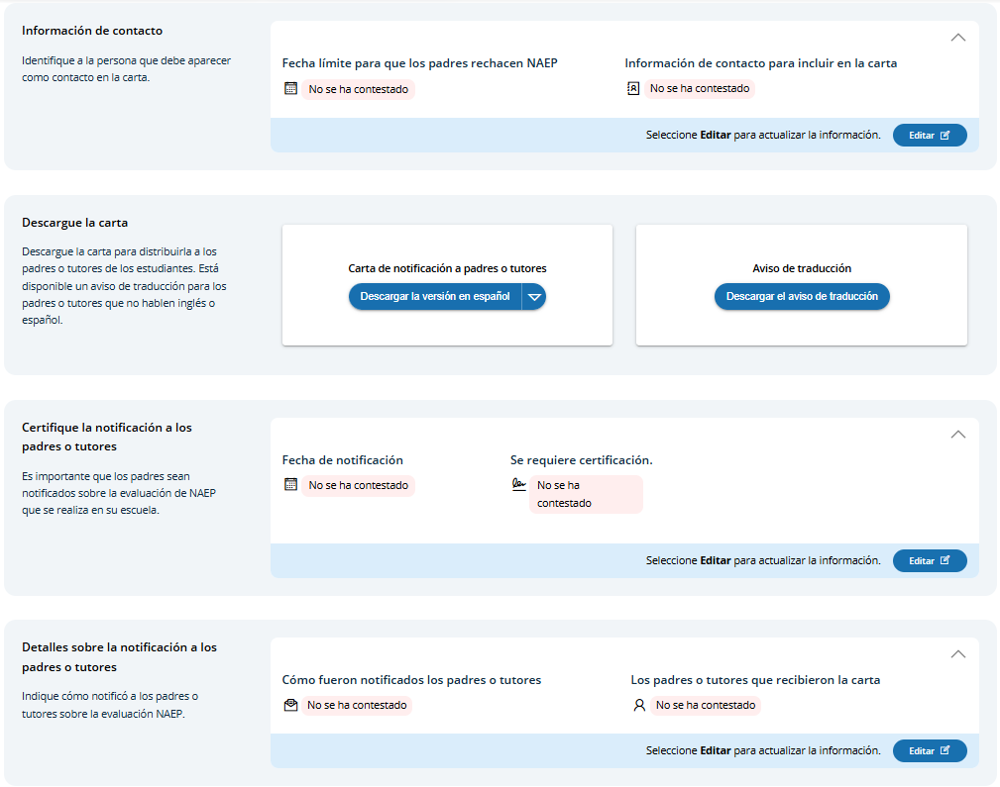 Información de contacto
Identifique a la persona que debe aparecer
como contacto en la carta.
Fecha límite para que los padres rechacen NAEP
No se ha contestado
Información de contacto para incluir en la carta
No se ha contestado
Seleccione Editar para actualizar la información.
Editar
Descargue la carta
Descargue la carta para distribuirla a los
padres o tutores de los estudiantes. Está
disponible un aviso de traducción para los
padres o tutores que no hablen inglés o
español.
Carta de notificación a padres o tutores
Descargar la versión en español
Aviso de traducción
Descargar el aviso de traducción
Certifique la notificación a los
padres o tutores
Es importante que los padres sean
notificados sobre la evaluación de NAEP
que se realiza en su escuela.
Fecha de notificación
No se ha contestado
Se requiere certificación.
No se ha
contestado
Seleccione Editar para actualizar la información.
Editar
Detalles sobre la notificación a los
padres o tutores
Indique cómo notificó a los padres o
tutores sobre la evaluación NAEP.
Cómo fueron notificados los padres o tutores
No se ha contestado
Los padres o tutores que recibieron la carta
No se ha contestado
Seleccione Editar para actualizar la información.
Editar